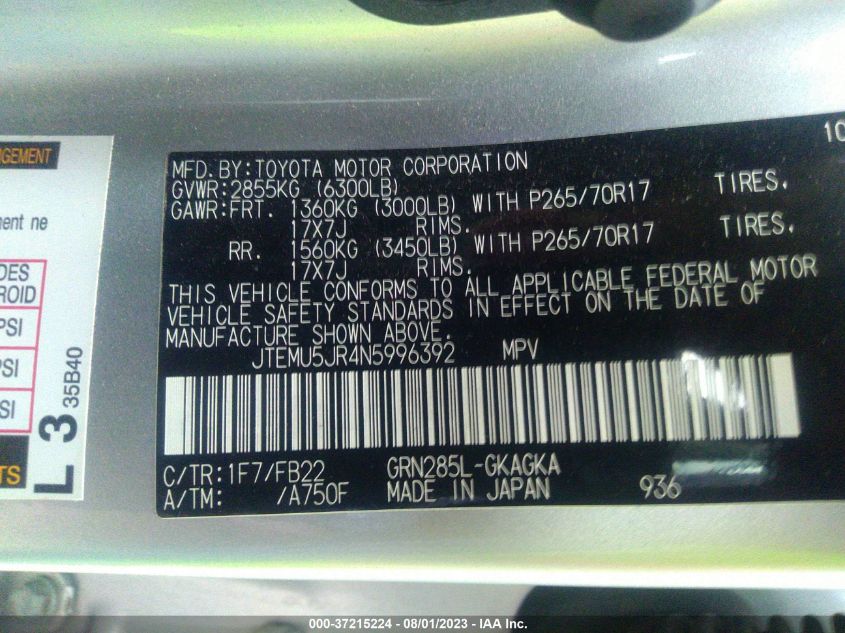 10
MFD. BY: TOYOTA MOTOR CORPORATION
GVWR: 2855KG (6300LB)
GAWR: FRT. 1360KG (3000LB) WITH P265/70R17 TIRES,
17X7J RIMS.
RR. 1560KG (3450LB) WITH P265/70R17 TIRES,
17X7J RIMS.
THIS VEHICLE CONFORMS TO ALL APPLICABLE FEDERAL MOTOR
VEHICLE SAFETY STANDARDS IN EFFECT ON THE DATE OF
MANUFACTURE SHOWN ABOVE.
JTEMU5JR4N5996392 MPV
C/TR: 1F7/FB22 GRN285L-GKAGKA
A/TM: /A750F MADE IN JAPAN 936
NGEMENT
ment ne
DES
ROID
PSI
PSI
SI
TS
L 3 35B40
000-37215224 - 08/01/2023 - IAA Inc.